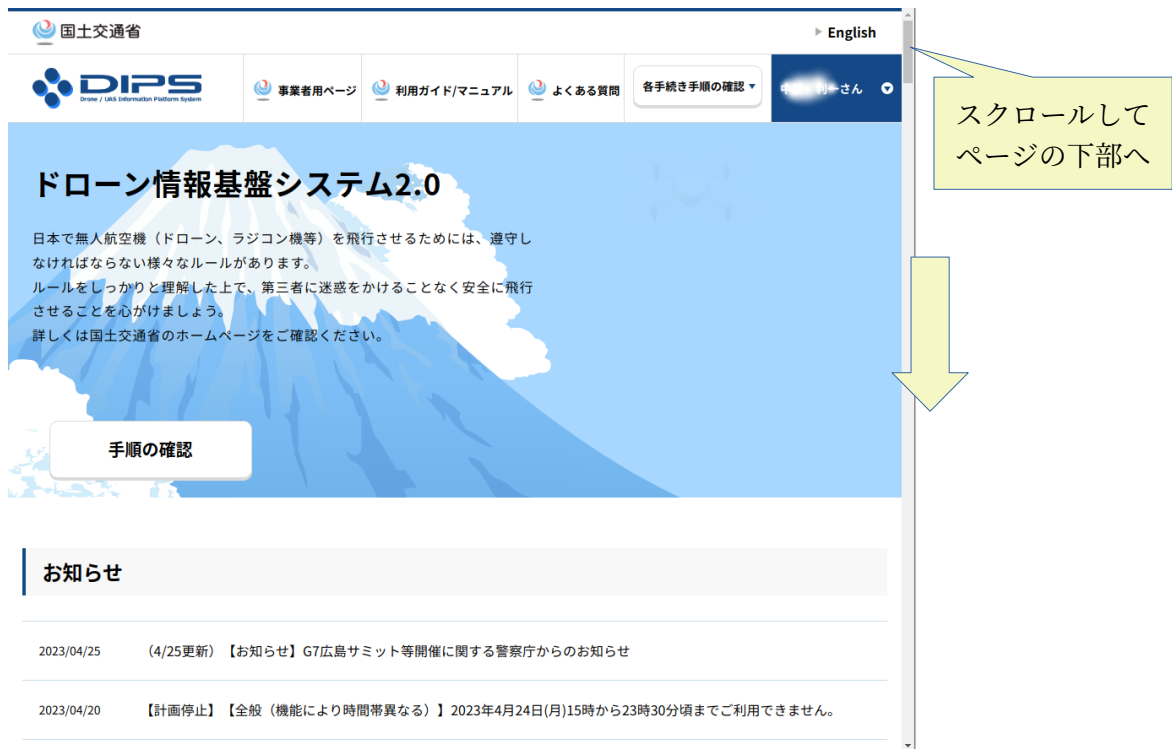 国土交通省
English
DIPS
Drone / UAS Information Platform System
事業者用ページ
利用ガイド/マニュアル
よくある質問
各手続き手順の確認
さん
スクロールして
ページの下部へ
ドローン情報基盤システム2.0
日本で無人航空機（ドローン、ラジコン機等）を飛行させるためには、遵守し
なければならない様々なルールがあります。
ルールをしっかりと理解した上で、第三者に迷惑をかけることなく安全に飛行
させることを心がけましょう。
詳しくは国土交通省のホームページをご確認ください。
手順の確認
お知らせ
2023/04/25 （4/25更新）【お知らせ】G7広島サミット等開催に関する警察庁からのお知らせ
2023/04/20 【計画停止】【全般（機能により時間帯異なる）】2023年4月24日(月)15時から23時30分頃までご利用できません。